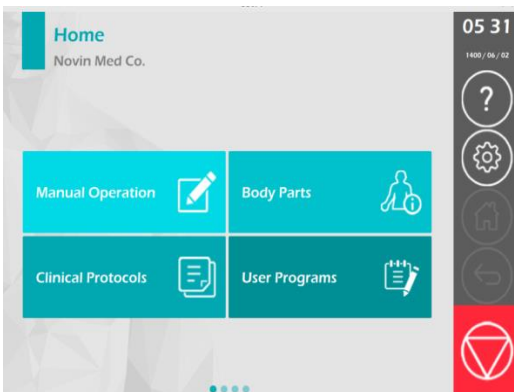 Home
Novin Med Co.
05 31
1400/06/02
?
Manual Operation
Body Parts
Clinical Protocols
User Programs